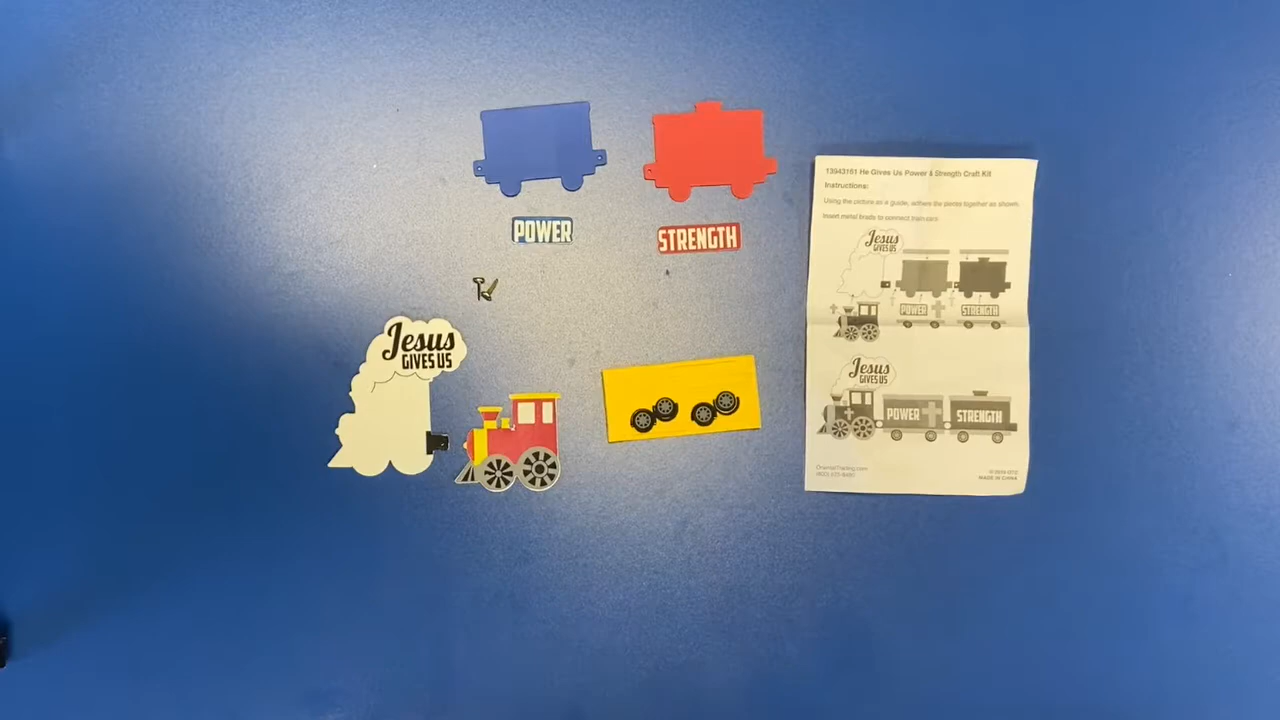 POWER
STRENGTH
Jesus
GIVES US
13943161 He Gives Us Power & Strength Craft Kit
Instructions:
Using the picture as a guide, adhere the pieces together as shown.
Insert metal brads to connect train cars.
Jesus
GIVES US
POWER
STRENGTH
Jesus
GIVES US
POWER
STRENGTH
OrientalTrading.com
MADE IN CHINA